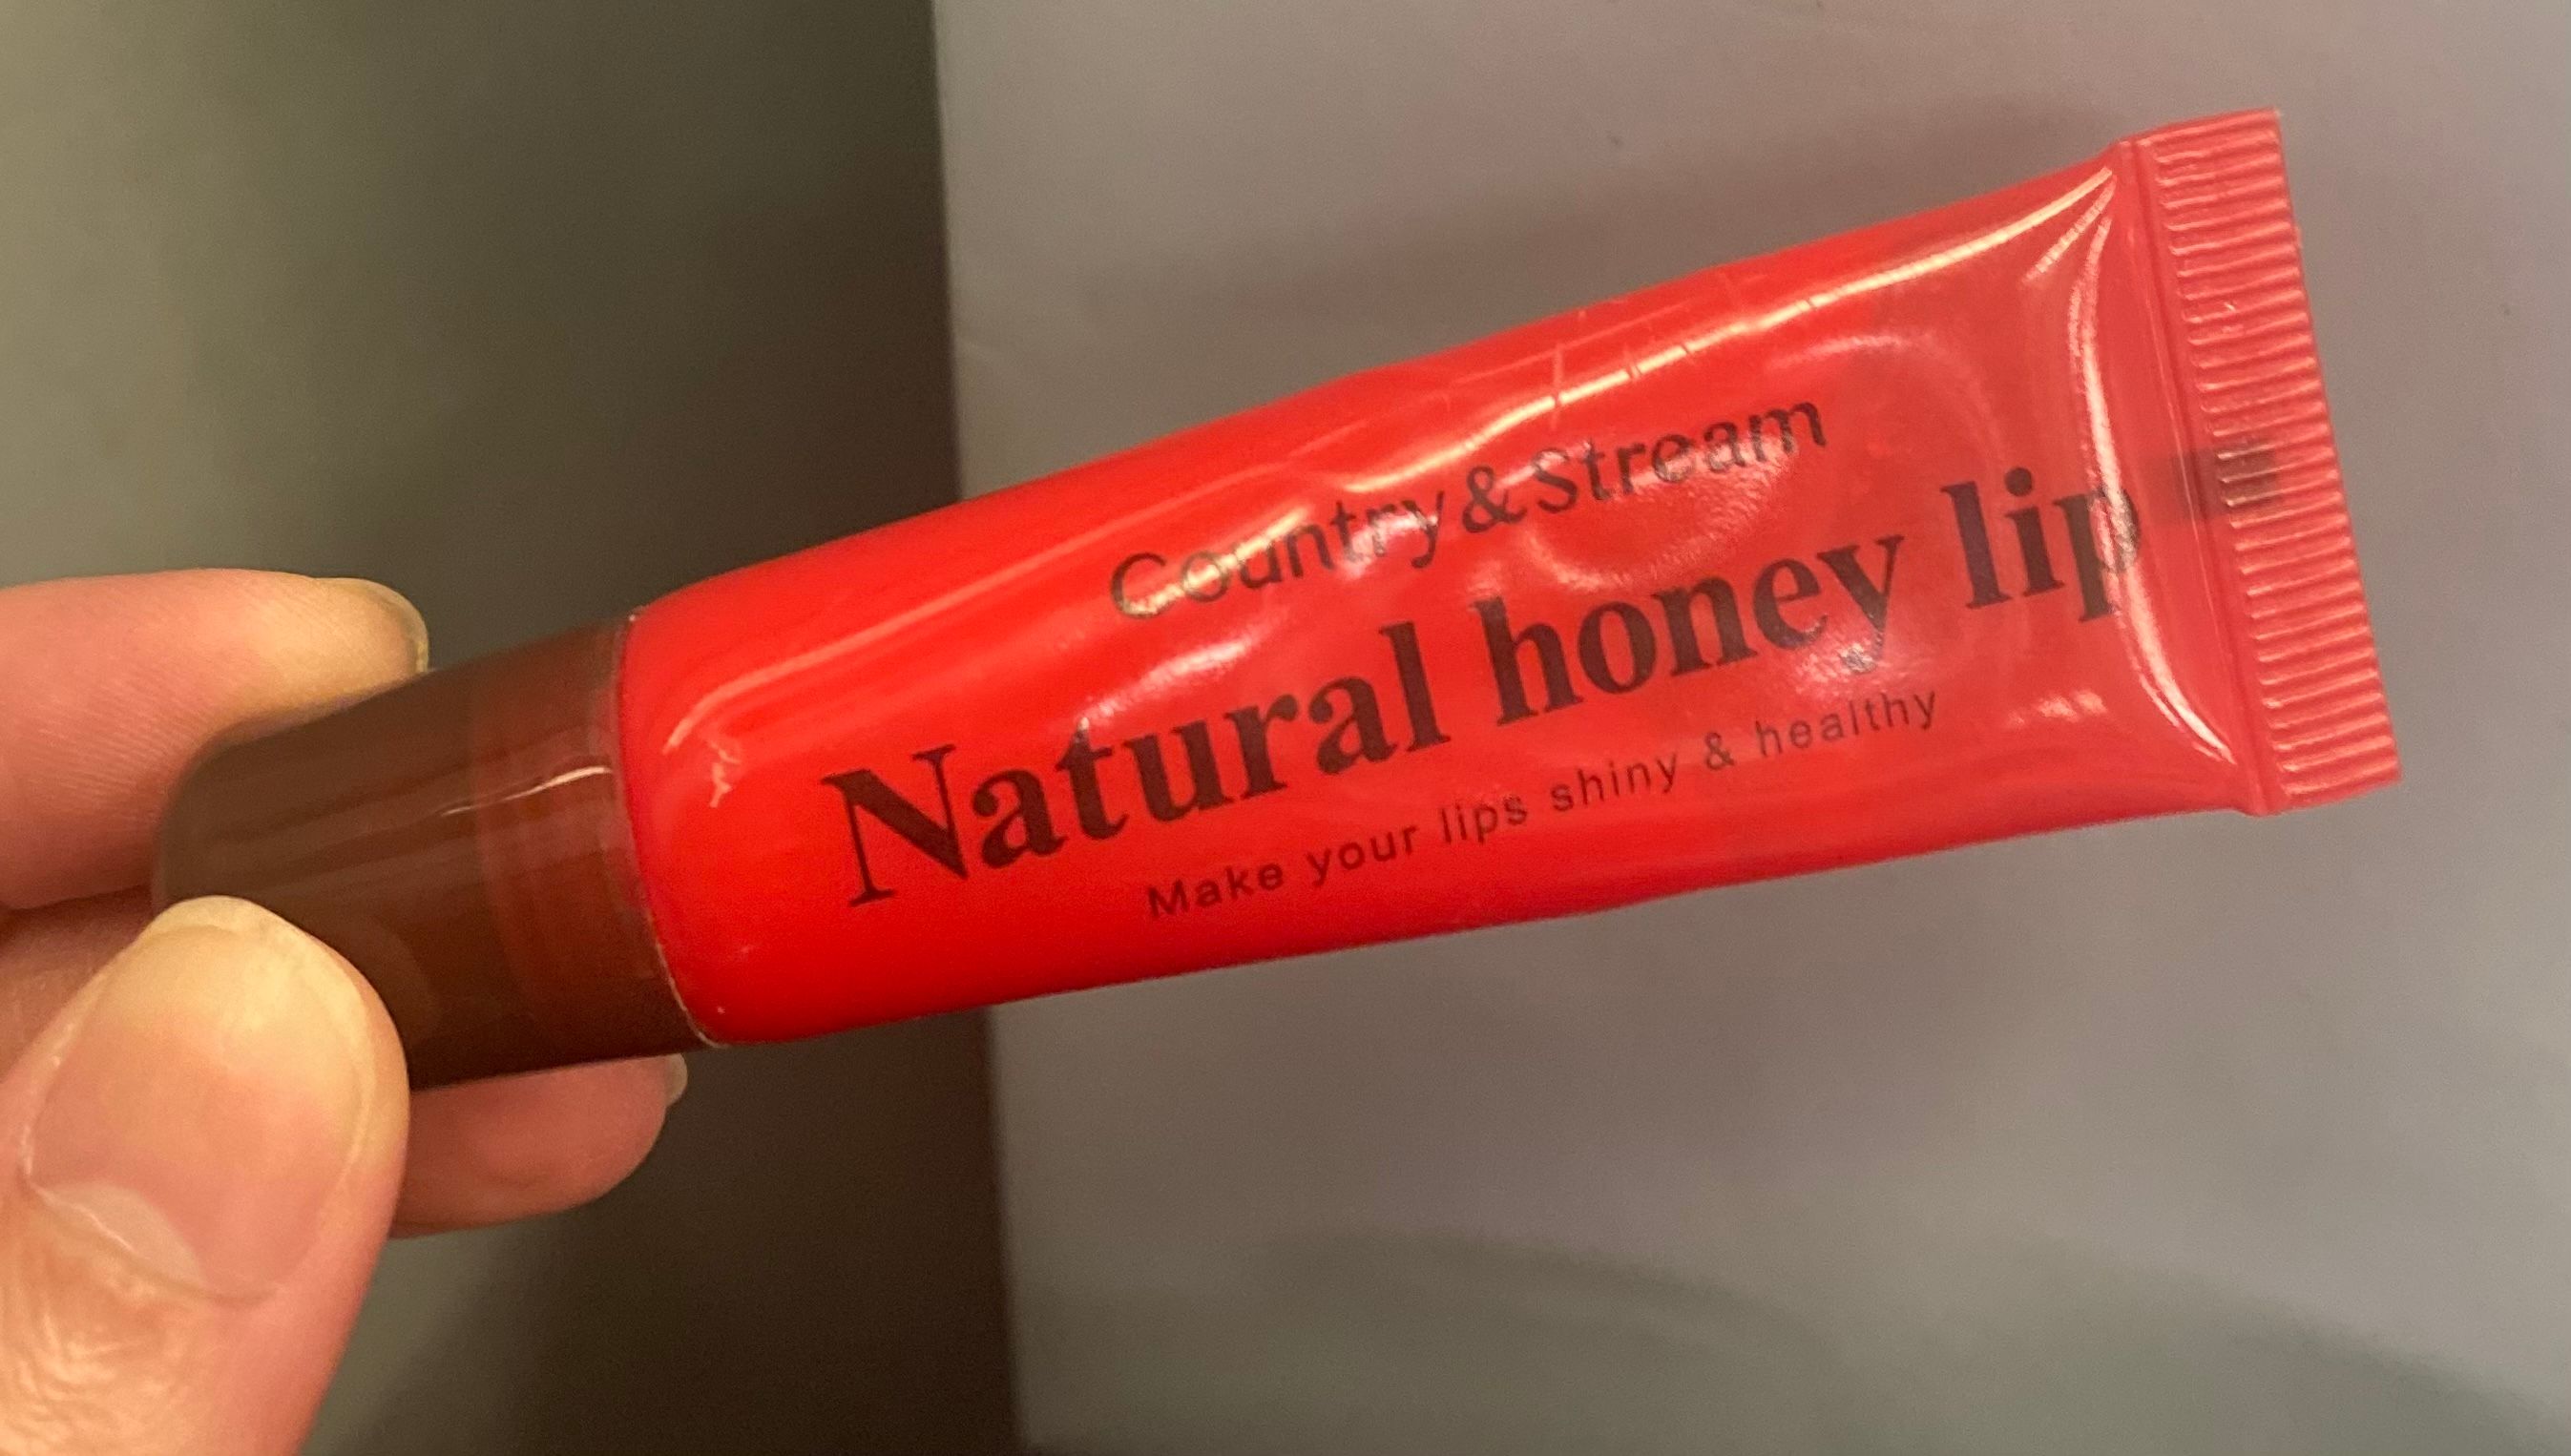 Country&Stream
Natural honey lip
Make your lips shiny & healthy